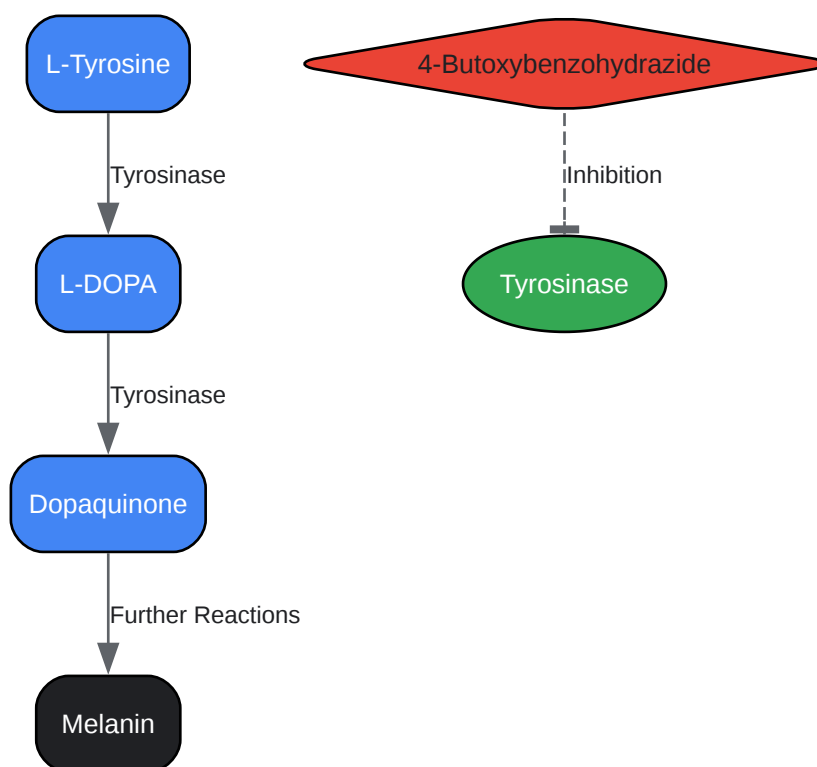 L-Tyrosine
4-Butoxybenzohydrazide
Tyrosinase
Inhibition
L-DOPA
Tyrosinase
Tyrosinase
Dopaquinone
Further Reactions
Melanin